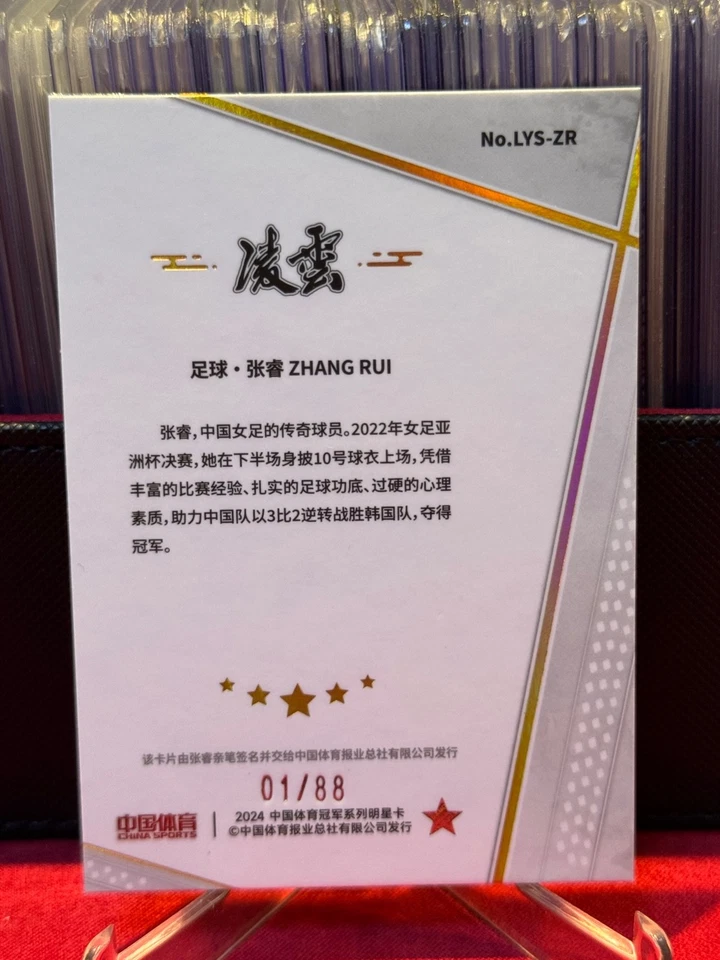 No.LYS-ZR
凌雲
足球·张睿 ZHANG RUI
张睿,中国女足的传奇球员。2022年女足亚
洲杯决赛,她在下半场身披10号球衣上场,凭借
丰富的比赛经验、扎实的足球功底、过硬的心理
素质,助力中国队以3比2逆转战胜韩国队,夺得
冠军。
该卡片由张睿亲笔签名并交给中国体育报业总社有限公司发行
01/88
中国体育
CHINA SPORTS
2024 中国体育冠军系列明星卡
©中国体育报业总社有限公司发行